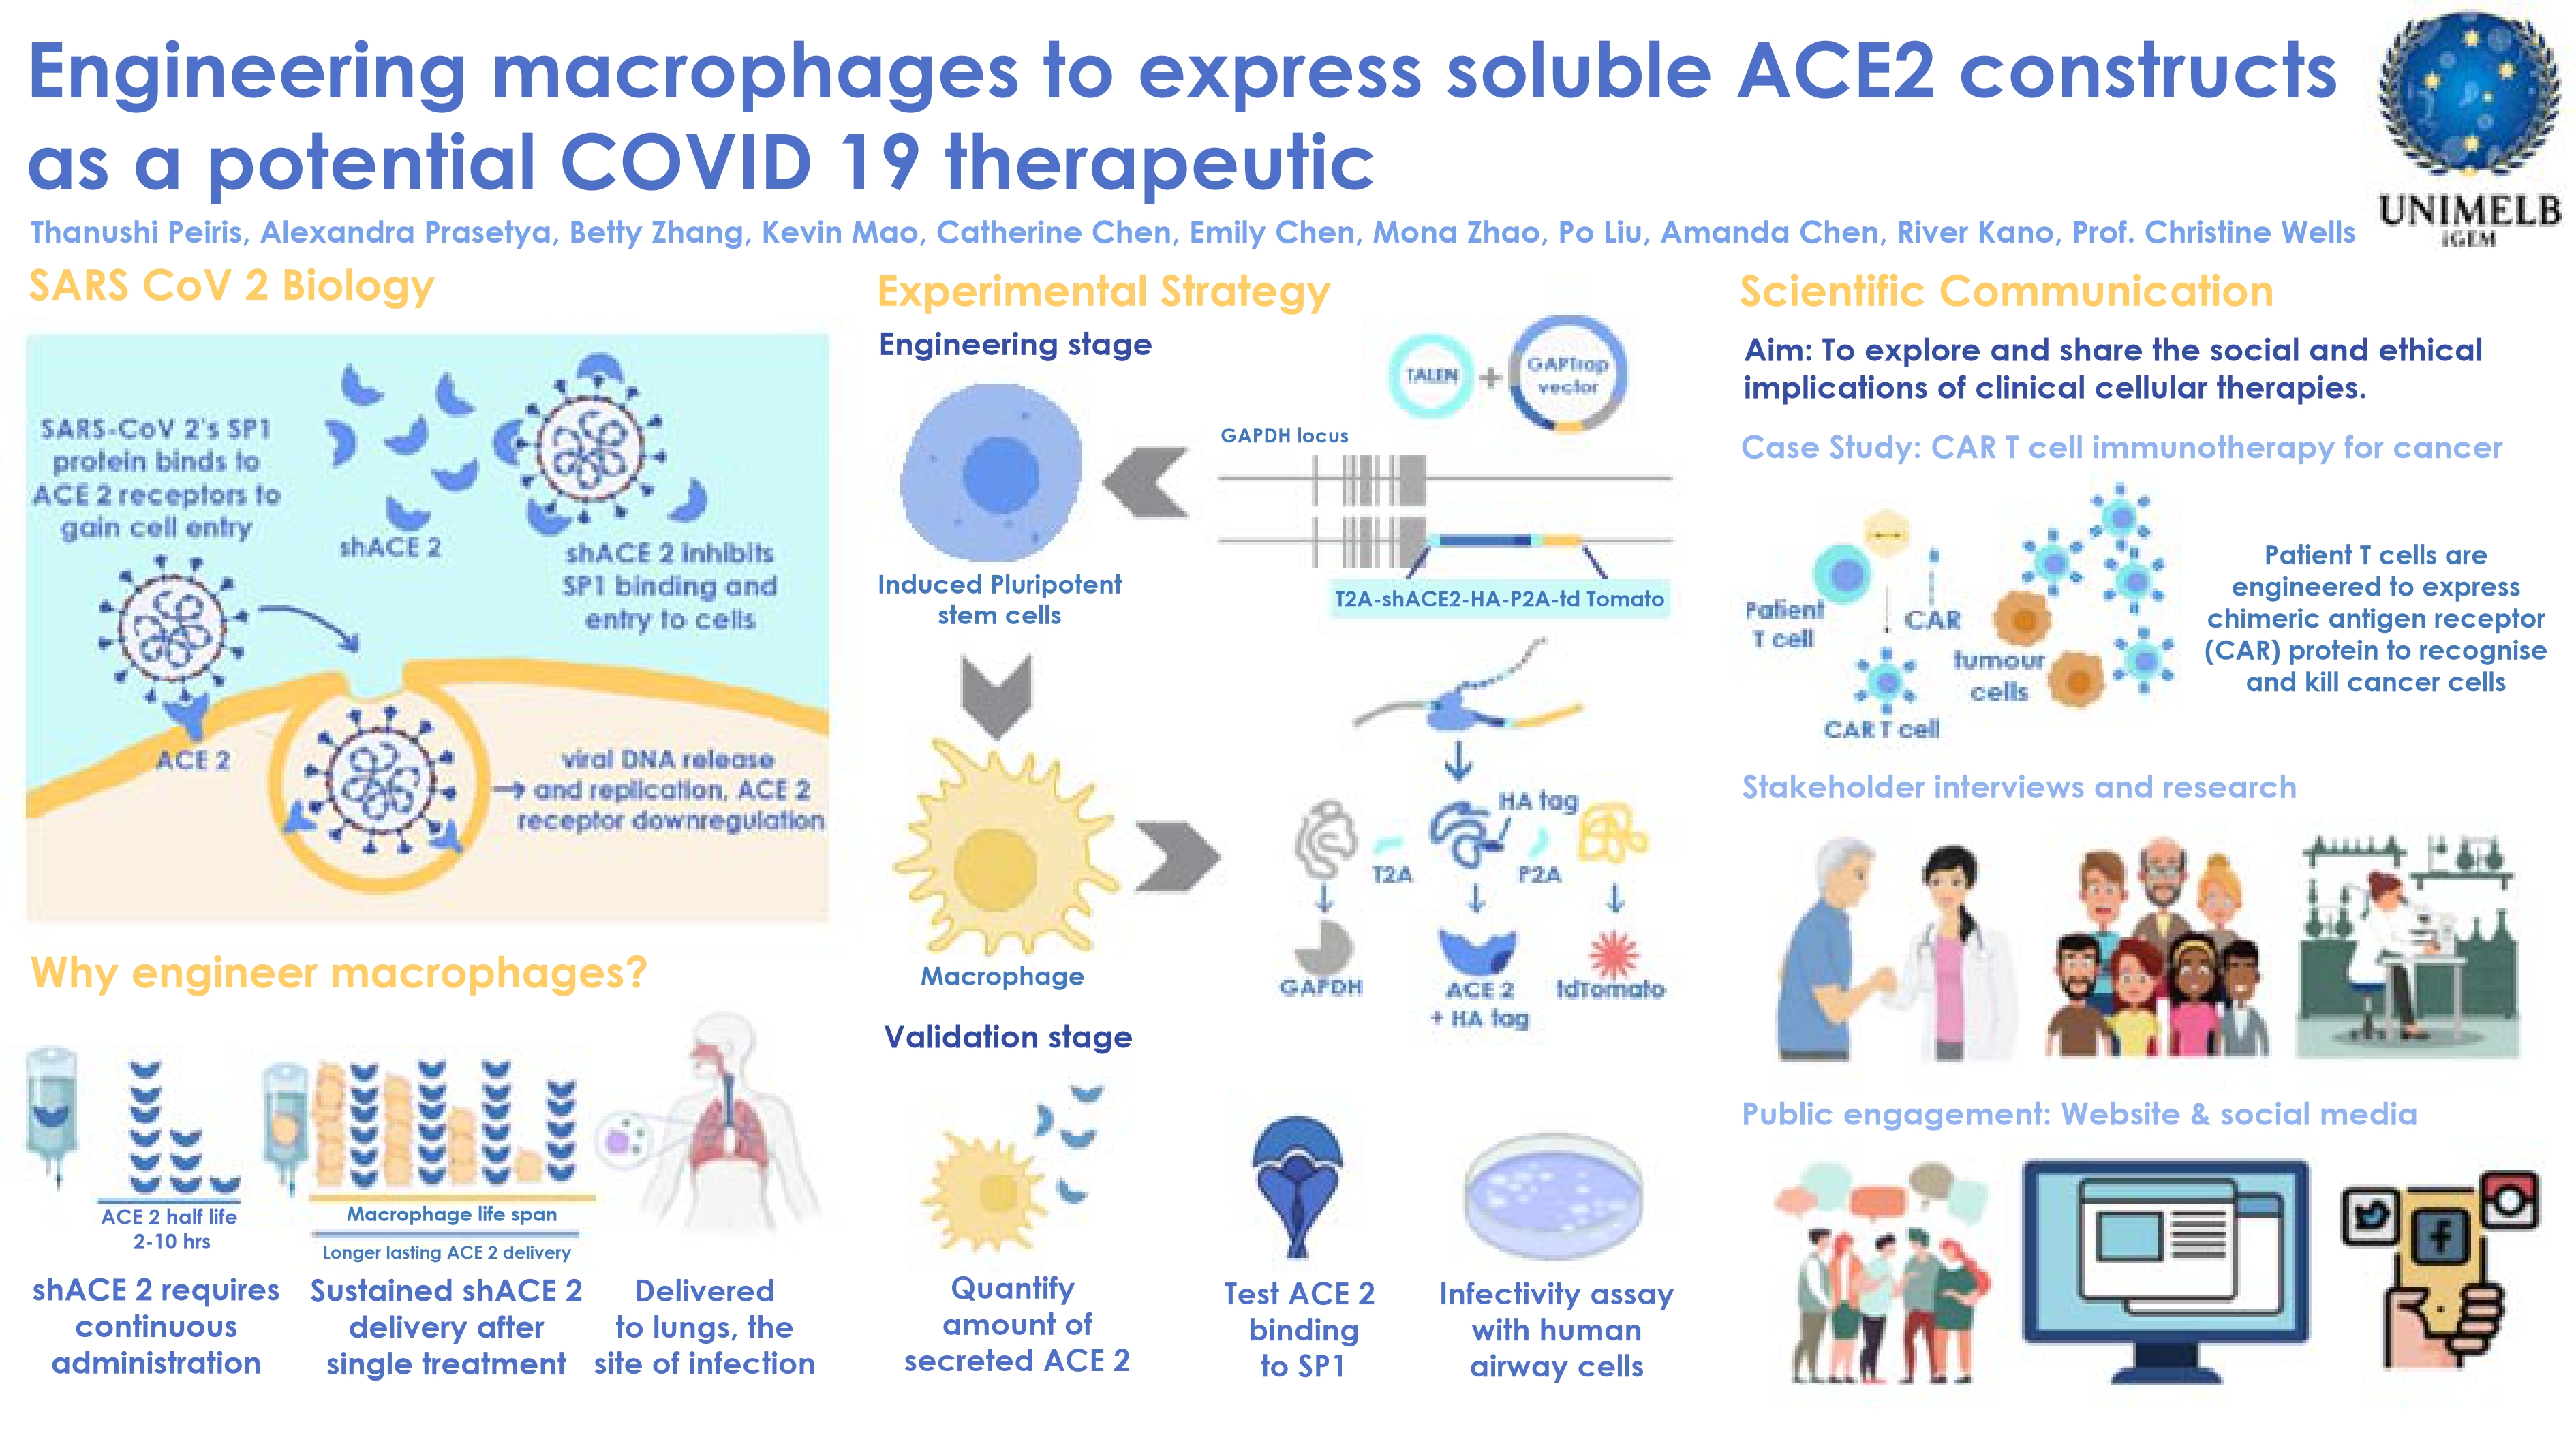 Engineering macrophages to express soluble ACE2 constructs
as a potential COVID 19 therapeutic
UNIMELB
iGEM
Thanushi Peiris, Alexandra Prasetya, Betty Zhang, Kevin Mao, Catherine Chen, Emily Chen, Mona Zhao, Po Liu, Amanda Chen, River Kano, Prof. Christine Wells
SARS CoV 2 Biology
SARS-CoV 2's SP1
protein binds to
ACE 2 receptors to
gain cell entry
shACE 2
shACE 2 inhibits
SP1 binding and
entry to cells
ACE 2
viral DNA release
and replication, ACE 2
receptor downregulation
Why engineer macrophages?
ACE 2 half life
2-10 hrs
Macrophage life span
Longer lasting ACE 2 delivery
shACE 2 requires
continuous
administration
Sustained shACE 2
delivery after
single treatment
Delivered
to lungs, the
site of infection
Experimental Strategy
Engineering stage
TALEN
+
GAPTrap
vector
GAPDH locus
Induced Pluripotent
stem cells
T2A-shACE2-HA-P2A-td Tomato
Macrophage
HA tag
T2A
P2A
GAPDH
ACE 2
+ HA tag
tdTomato
Validation stage
Quantify
amount of
secreted ACE 2
Test ACE 2
binding
to SP1
Infectivity assay
with human
airway cells
Scientific Communication
Aim: To explore and share the social and ethical
implications of clinical cellular therapies.
Case Study: CAR T cell immunotherapy for cancer
Patient
T cell
CAR
tumour
cells
CAR T cell
Patient T cells are
engineered to express
chimeric antigen receptor
(CAR) protein to recognise
and kill cancer cells
Stakeholder interviews and research
Public engagement: Website & social media
f